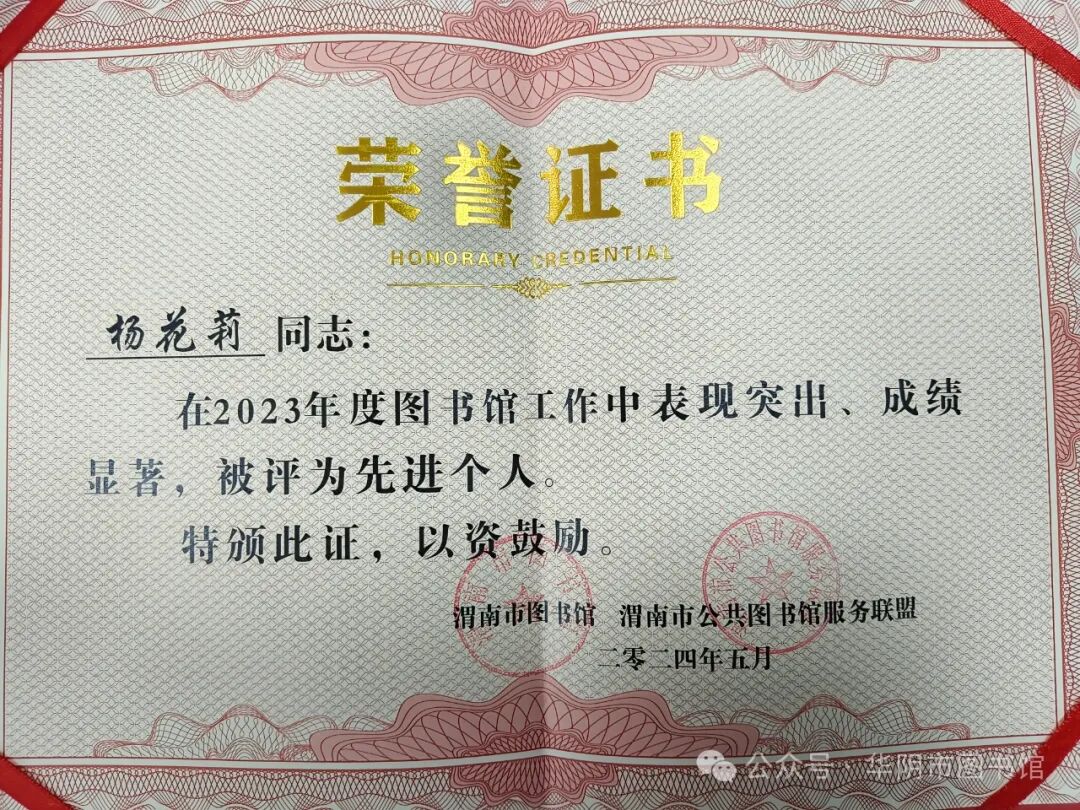 荣誉证书
HONORARY CREDENTIAL
杨花莉 同志：
在2023年度图书馆工作中表现突出、成绩
显著，被评为先进个人。
特颁此证，以资鼓励。
渭南市图书馆 渭南市公共图书馆服务联盟
二零二四年五月
公众号·华阴市图书馆